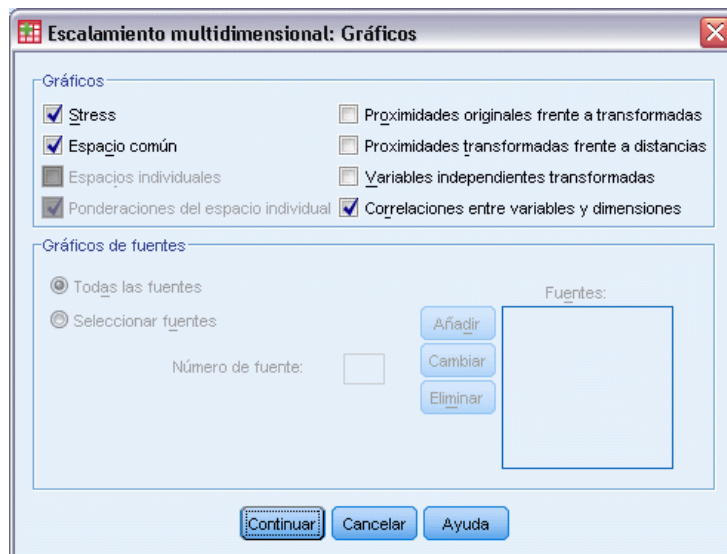 Escalamiento multidimensional: Gráficos
Gráficos
Stress
Proximidades originales frente a transformadas
Espacio común
Proximidades transformadas frente a distancias
Espacios individuales
Variables independientes transformadas
Ponderaciones del espacio individual
Correlaciones entre variables y dimensiones
Gráficos de fuentes
Todas las fuentes
Fuentes:
Seleccionar fuentes
Añadir
Número de fuente:
Cambiar
Eliminar
Continuar
Cancelar
Ayuda